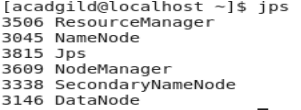 [acadgild@localhost ~]$ jps
3506 ResourceManager
3045 NameNode
3815 Jps
3609 NodeManager
3338 SecondaryNameNode
3146 DataNode